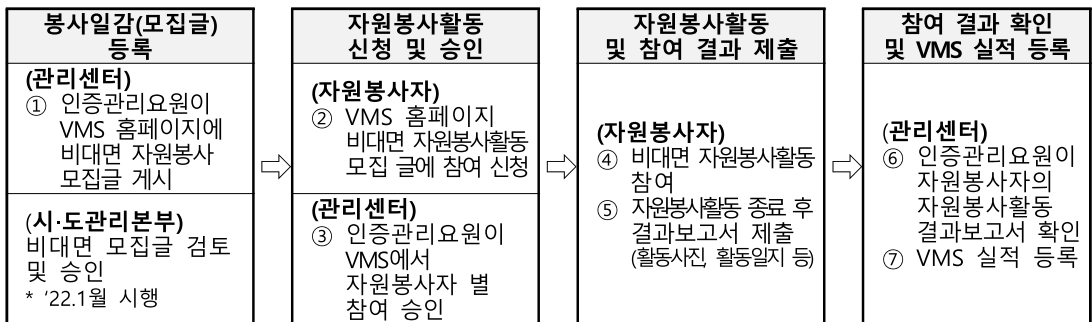 봉사일감(모집글)
등록
(관리센터)
① 인증관리요원이
VMS 홈페이지에
비대면 자원봉사
모집글 게시
(시·도관리본부)
비대면 모집글 검토
및 승인
* '22.1월 시행
자원봉사활동
신청 및 승인
(자원봉사자)
② VMS 홈페이지
비대면 자원봉사활동
모집 글에 참여 신청
(관리센터)
③ 인증관리요원이
VMS에서
자원봉사자 별
참여 승인
자원봉사활동
및 참여 결과 제출
(자원봉사자)
④ 비대면 자원봉사활동
참여
⑤ 자원봉사활동 종료 후
결과보고서 제출
(활동사진, 활동일지 등)
참여 결과 확인
및 VMS 실적 등록
(관리센터)
⑥ 인증관리요원이
자원봉사자의
자원봉사활동
결과보고서 확인
⑦ VMS 실적 등록